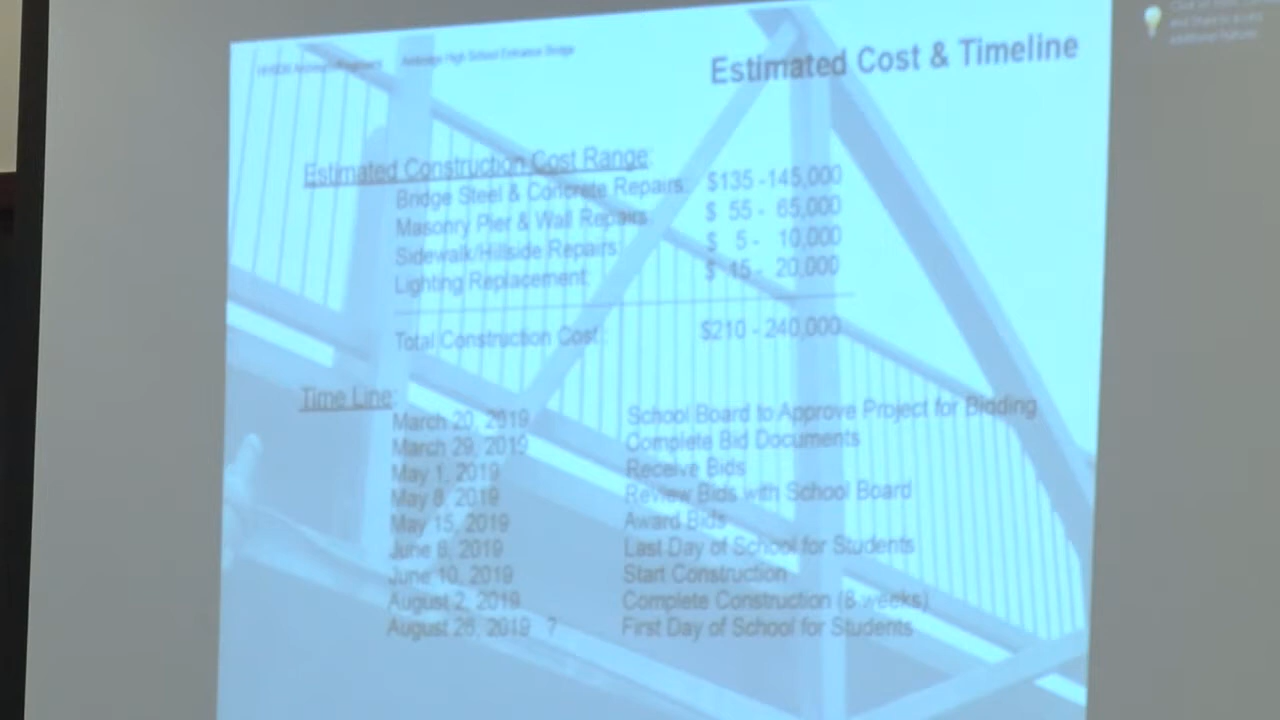 High School Entrance Bridge
Estimated Cost & Timeline
Estimated Construction Cost Range:
Bridge Steel & Concrete Repairs: $135 -145,000
Masonry Pier & Wall Repairs: $ 55 - 65,000
Sidewalk/Hillside Repairs: $ 5 - 10,000
Lighting Replacement: $ 15 - 20,000
Total Construction Cost: $210 - 240,000
Time Line:
March 20, 2019 School Board to Approve Project for Bidding
March 29, 2019 Complete Bid Documents
May 1, 2019 Receive Bids
May 8, 2019 Review Bids with School Board
May 15, 2019 Award Bids
June 2019 Last Day of School for Students
June 10, 2019 Start Construction
August 2, 2019 Complete Construction (8 weeks)
August 26, 2019 ? First Day of School for Students